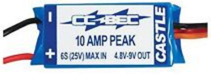 CC BEC
10 AMP PEAK
6S (25V) MAX IN 4.8V-9V OUT
CASTLE